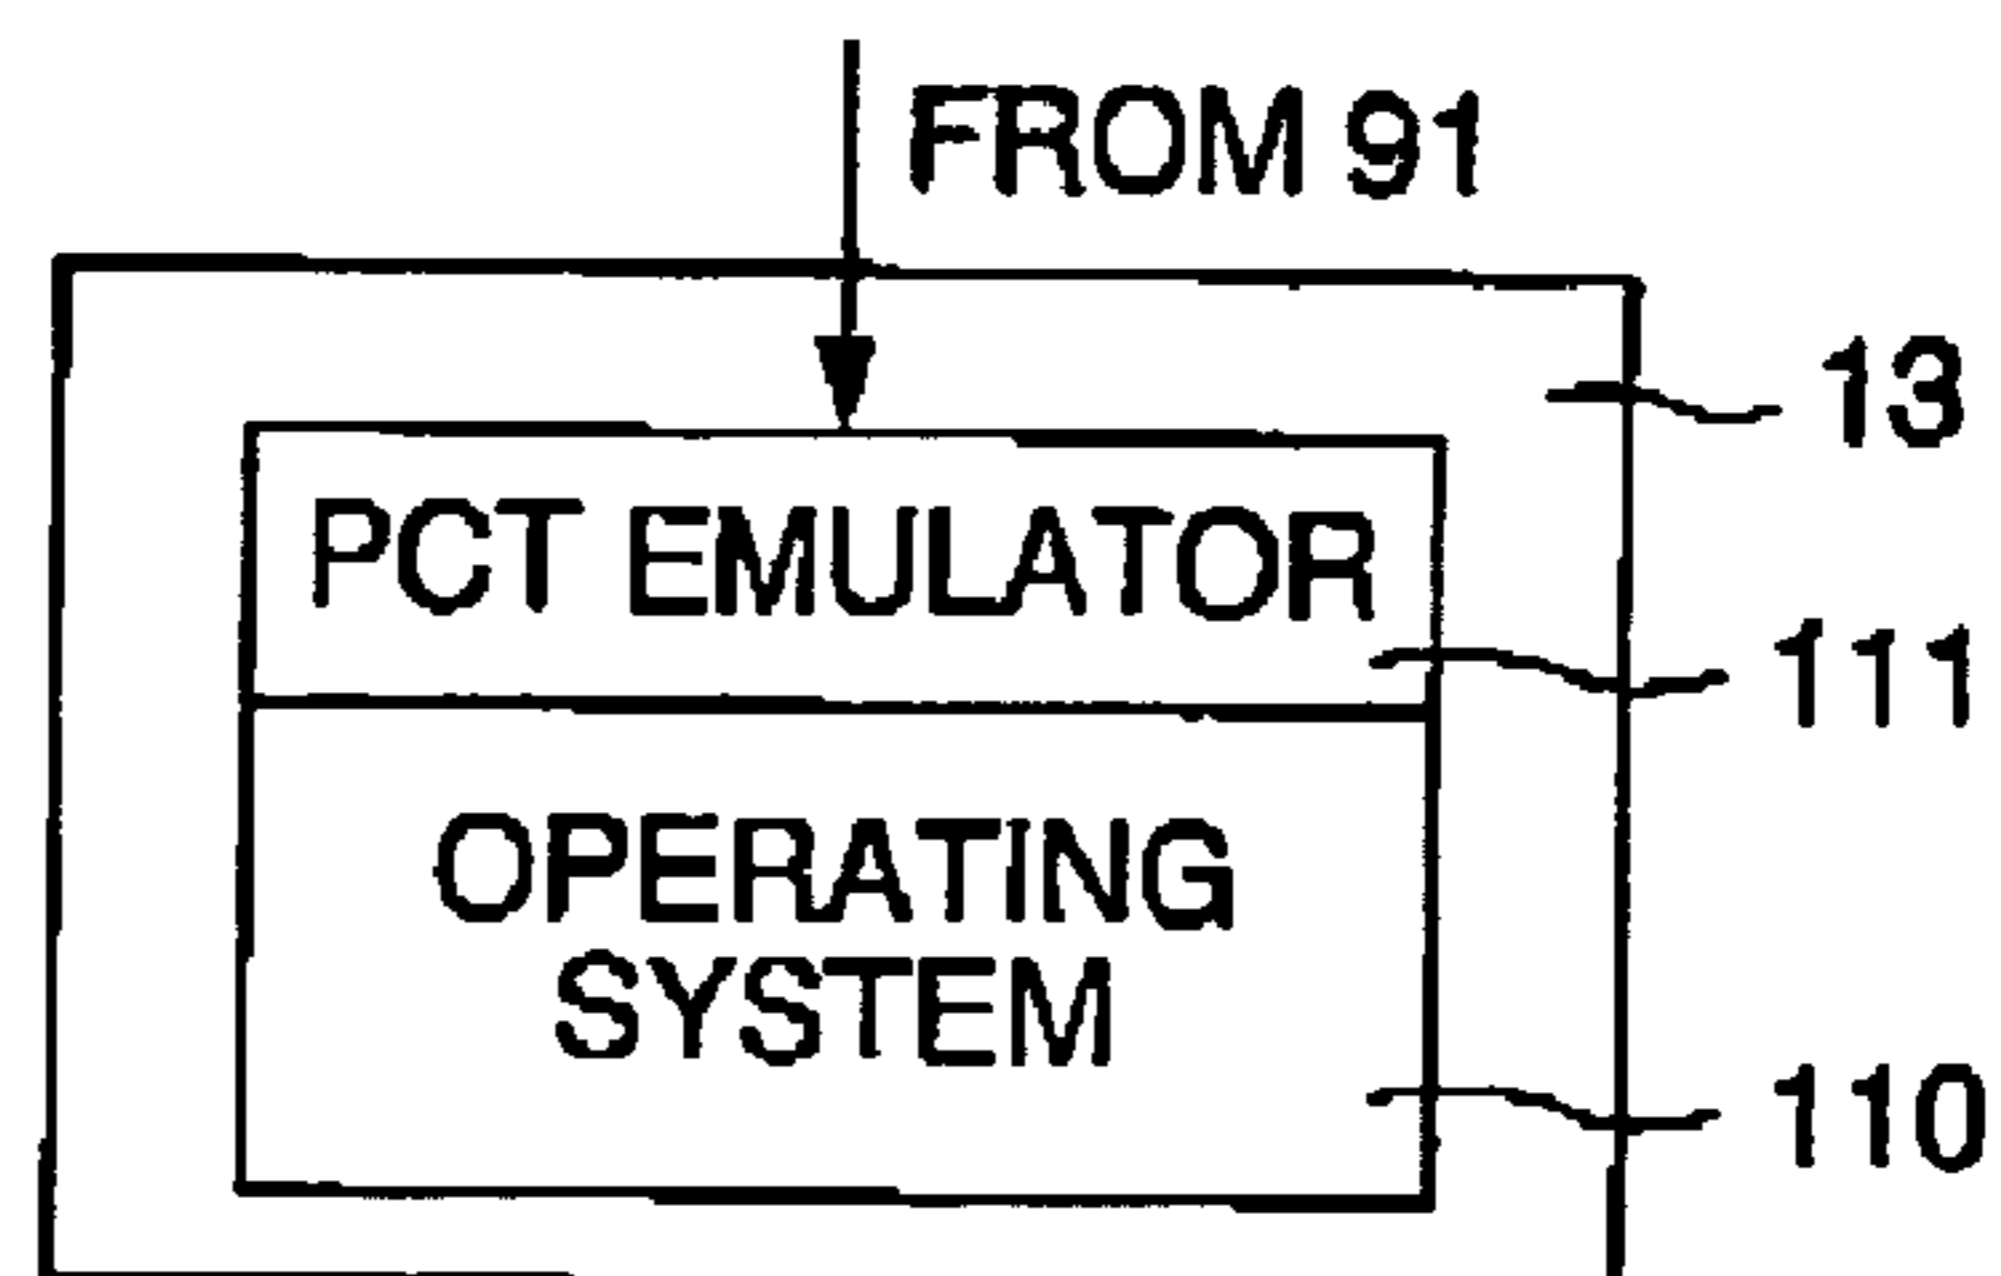 FROM 91
13
PCT EMULATOR
111
OPERATING
SYSTEM
110